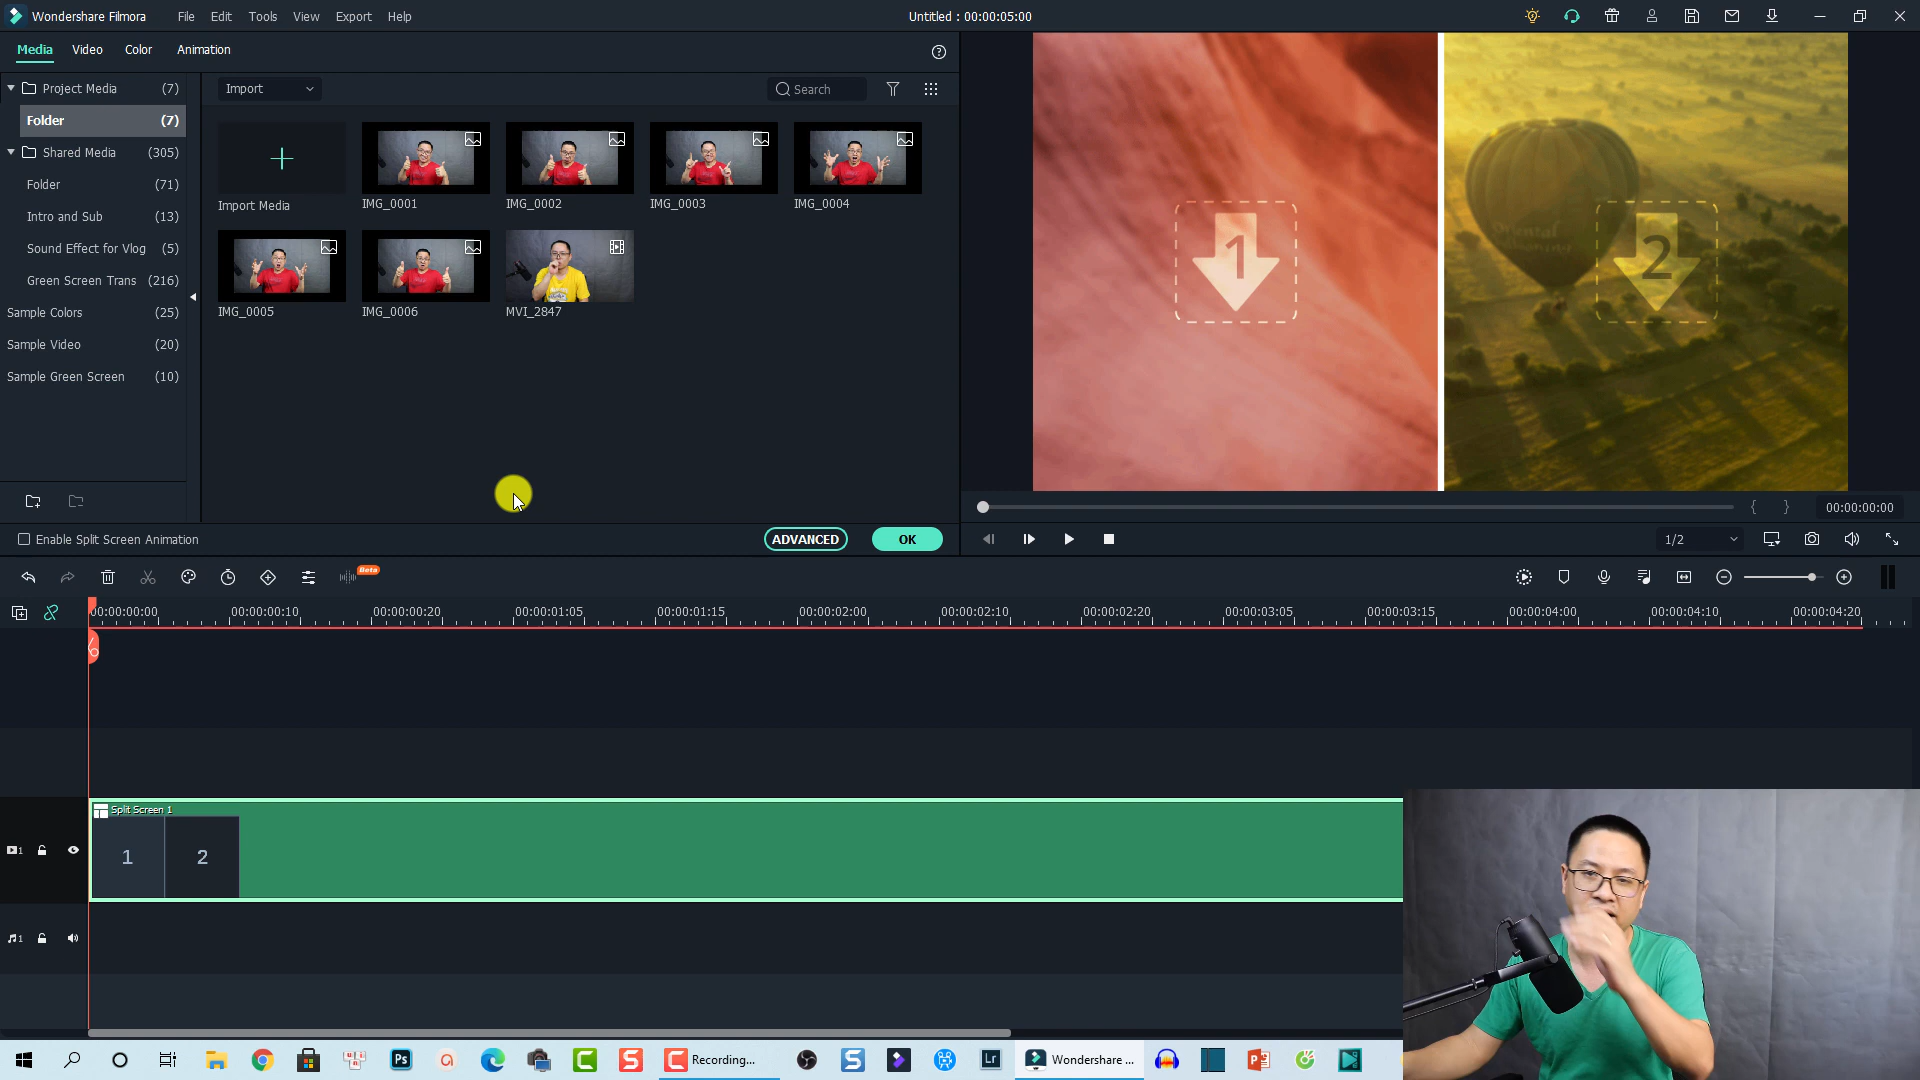 Wondershare Filmora File Edit Tools View Export Help Untitled : 00:00:05:00
Media Video Color Animation
Project Media (7)
Folder (7)
Shared Media (305)
Folder (71)
Intro and Sub (13)
Sound Effect for Vlog (5)
Green Screen Trans (216)
Sample Colors (25)
Sample Video (20)
Sample Green Screen (10)
Import Search
Import Media IMG_0001 IMG_0002 IMG_0003 IMG_0004
IMG_0005 IMG_0006 MVI_2847
1 2
Enable Split Screen Animation ADVANCED OK
{ } 00:00:00:00
1/2
Beta
00:00:00:00 00:00:00:10 00:00:00:20 00:00:01:05 00:00:01:15 00:00:02:00 00:00:02:10 00:00:02:20 00:00:03:05 00:00:03:15 00:00:04:00 00:00:04:10 00:00:04:20
Split Screen 1
1 2
1
1
Ps Recording... Lr Wondershare ...